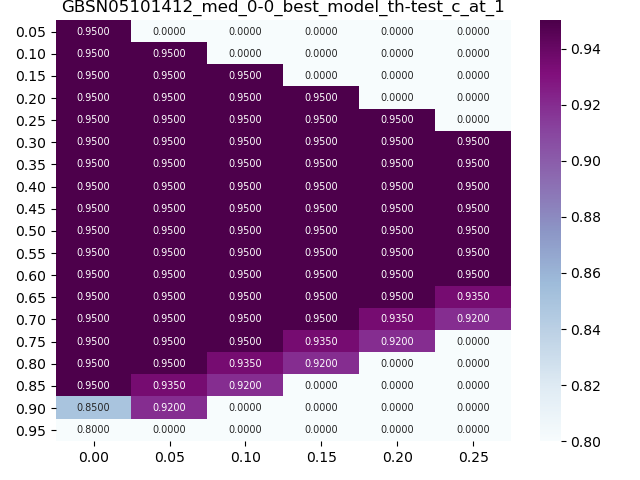 GBSN05101412_med_0-0_best_model_th-test_c_at_1
0.05 0.9500 0.0000 0.0000 0.0000 0.0000 0.0000
0.10 0.9500 0.9500 0.0000 0.0000 0.0000 0.0000 0.94
0.15 0.9500 0.9500 0.9500 0.0000 0.0000 0.0000
0.20 0.9500 0.9500 0.9500 0.9500 0.0000 0.0000
0.25 0.9500 0.9500 0.9500 0.9500 0.9500 0.0000 0.92
0.30 0.9500 0.9500 0.9500 0.9500 0.9500 0.9500
0.35 0.9500 0.9500 0.9500 0.9500 0.9500 0.9500 0.90
0.40 0.9500 0.9500 0.9500 0.9500 0.9500 0.9500
0.45 0.9500 0.9500 0.9500 0.9500 0.9500 0.9500
0.50 0.9500 0.9500 0.9500 0.9500 0.9500 0.9500 0.88
0.55 0.9500 0.9500 0.9500 0.9500 0.9500 0.9500
0.60 0.9500 0.9500 0.9500 0.9500 0.9500 0.9500 0.86
0.65 0.9500 0.9500 0.9500 0.9500 0.9500 0.9350
0.70 0.9500 0.9500 0.9500 0.9500 0.9350 0.9200
0.75 0.9500 0.9500 0.9500 0.9350 0.9200 0.0000 0.84
0.80 0.9500 0.9500 0.9350 0.9200 0.0000 0.0000
0.85 0.9500 0.9350 0.9200 0.0000 0.0000 0.0000 0.82
0.90 0.8500 0.9200 0.0000 0.0000 0.0000 0.0000
0.95 0.8000 0.0000 0.0000 0.0000 0.0000 0.0000 0.80
0.00 0.05 0.10 0.15 0.20 0.25